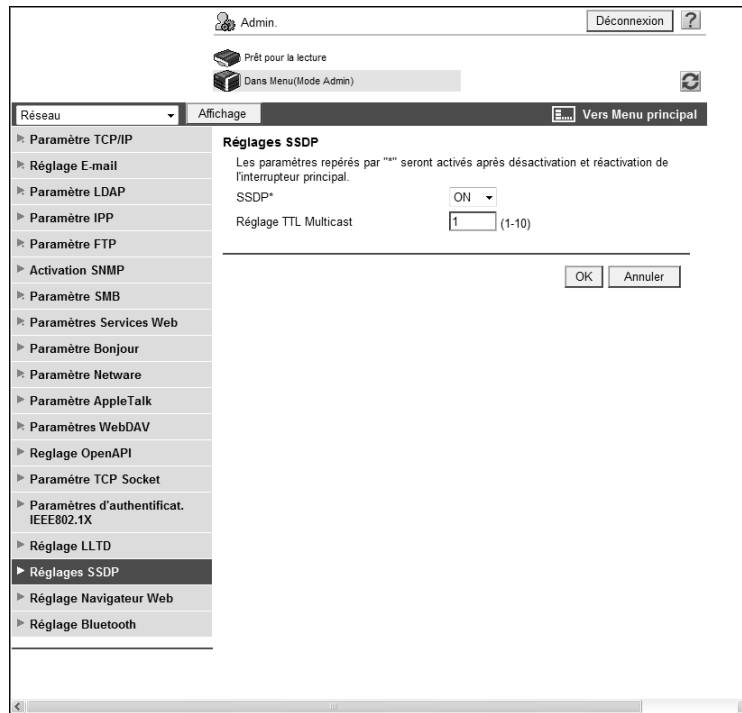 Admin.
Déconnexion
?
Prêt pour la lecture
Dans Menu(Mode Admin)
Réseau
Affichage
Vers Menu principal
Paramètre TCP/IP
Réglage E-mail
Paramètre LDAP
Paramètre IPP
Paramètre FTP
Activation SNMP
Paramètre SMB
Paramètres Services Web
Paramètre Bonjour
Paramètre Netware
Paramètre AppleTalk
Paramètres WebDAV
Reglage OpenAPI
Paramétre TCP Socket
Paramètres d'authentificat.
IEEE802.1X
Réglage LLTD
Réglages SSDP
Réglage Navigateur Web
Réglage Bluetooth
Réglages SSDP
Les paramètres repérés par "*" seront activés après désactivation et réactivation de
l'interrupteur principal.
SSDP*
ON
Réglage TTL Multicast
1
(1-10)
OK
Annuler